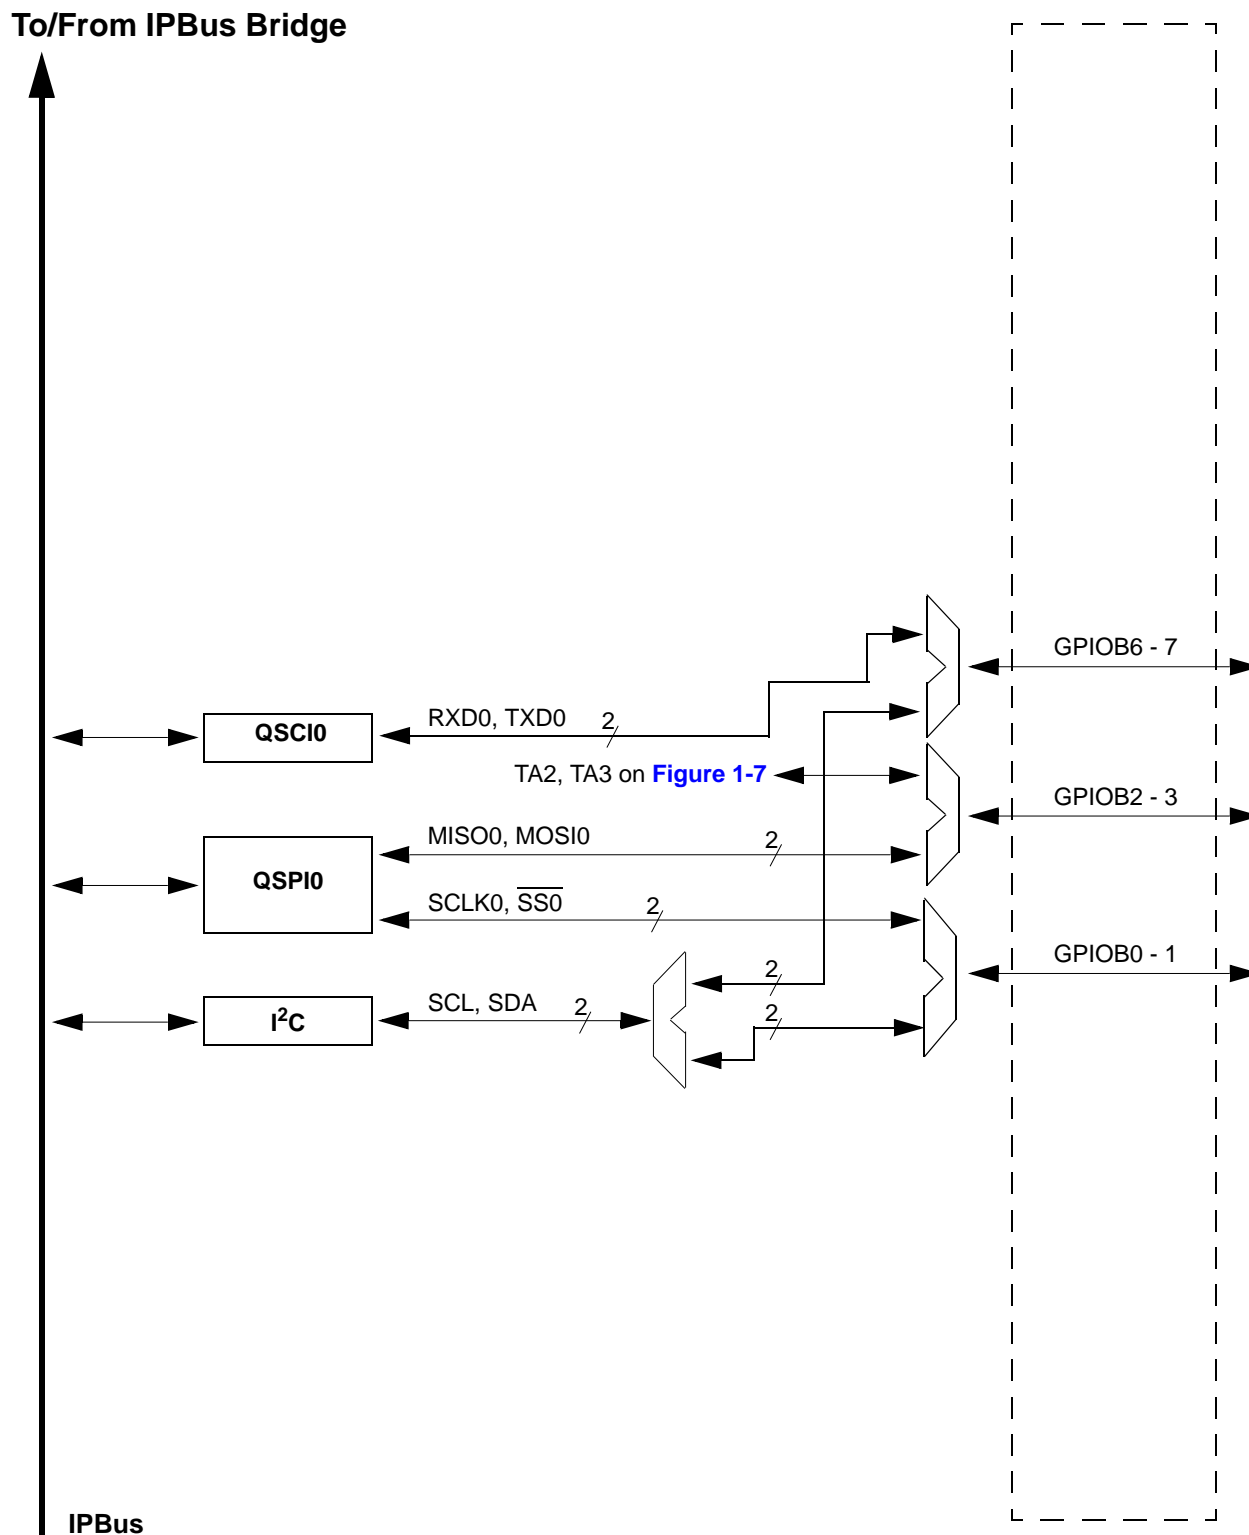 To/From IPBus Bridge
GPIOB6 - 7
RXD0, TXD0
2
QSCI0
TA2, TA3 on Figure 1-7
GPIOB2 - 3
MISO0, MOSI0
2
QSPI0
SCLK0, SS0
2
GPIOB0 - 1
2
SCL, SDA
2
2
I²C
IPBus